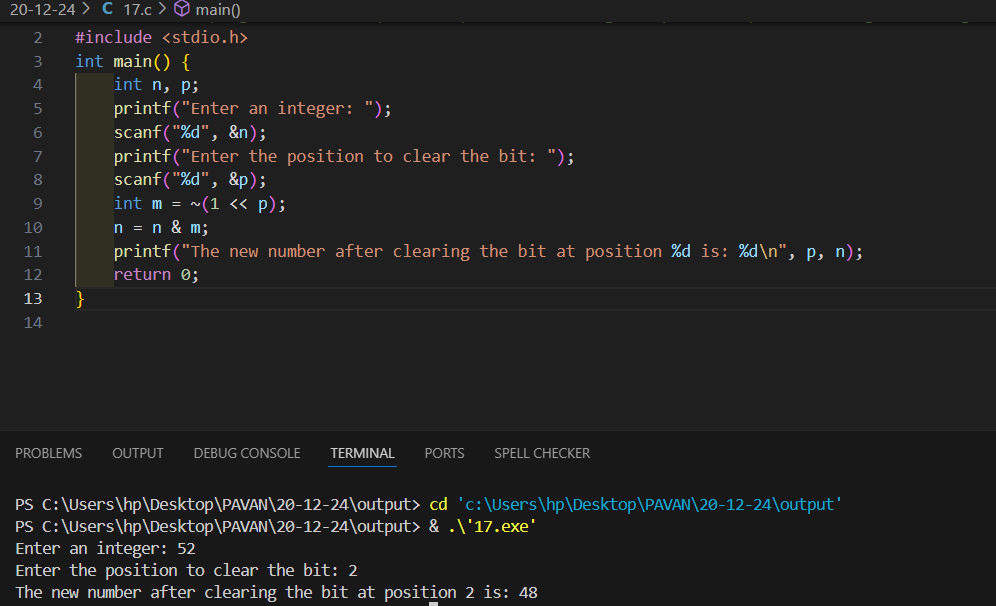 20-12-24 > C 17.c > main()
2 #include <stdio.h>
3 int main() {
4 int n, p;
5 printf("Enter an integer: ");
6 scanf("%d", &n);
7 printf("Enter the position to clear the bit: ");
8 scanf("%d", &p);
9 int m = ~(1 << p);
10 n = n & m;
11 printf("The new number after clearing the bit at position %d is: %d\n", p, n);
12 return 0;
13 }
14
PROBLEMS OUTPUT DEBUG CONSOLE TERMINAL PORTS SPELL CHECKER
PS C:\Users\hp\Desktop\PAVAN\20-12-24\output> cd 'c:\Users\hp\Desktop\PAVAN\20-12-24\output'
PS C:\Users\hp\Desktop\PAVAN\20-12-24\output> & .\'17.exe'
Enter an integer: 52
Enter the position to clear the bit: 2
The new number after clearing the bit at position 2 is: 48